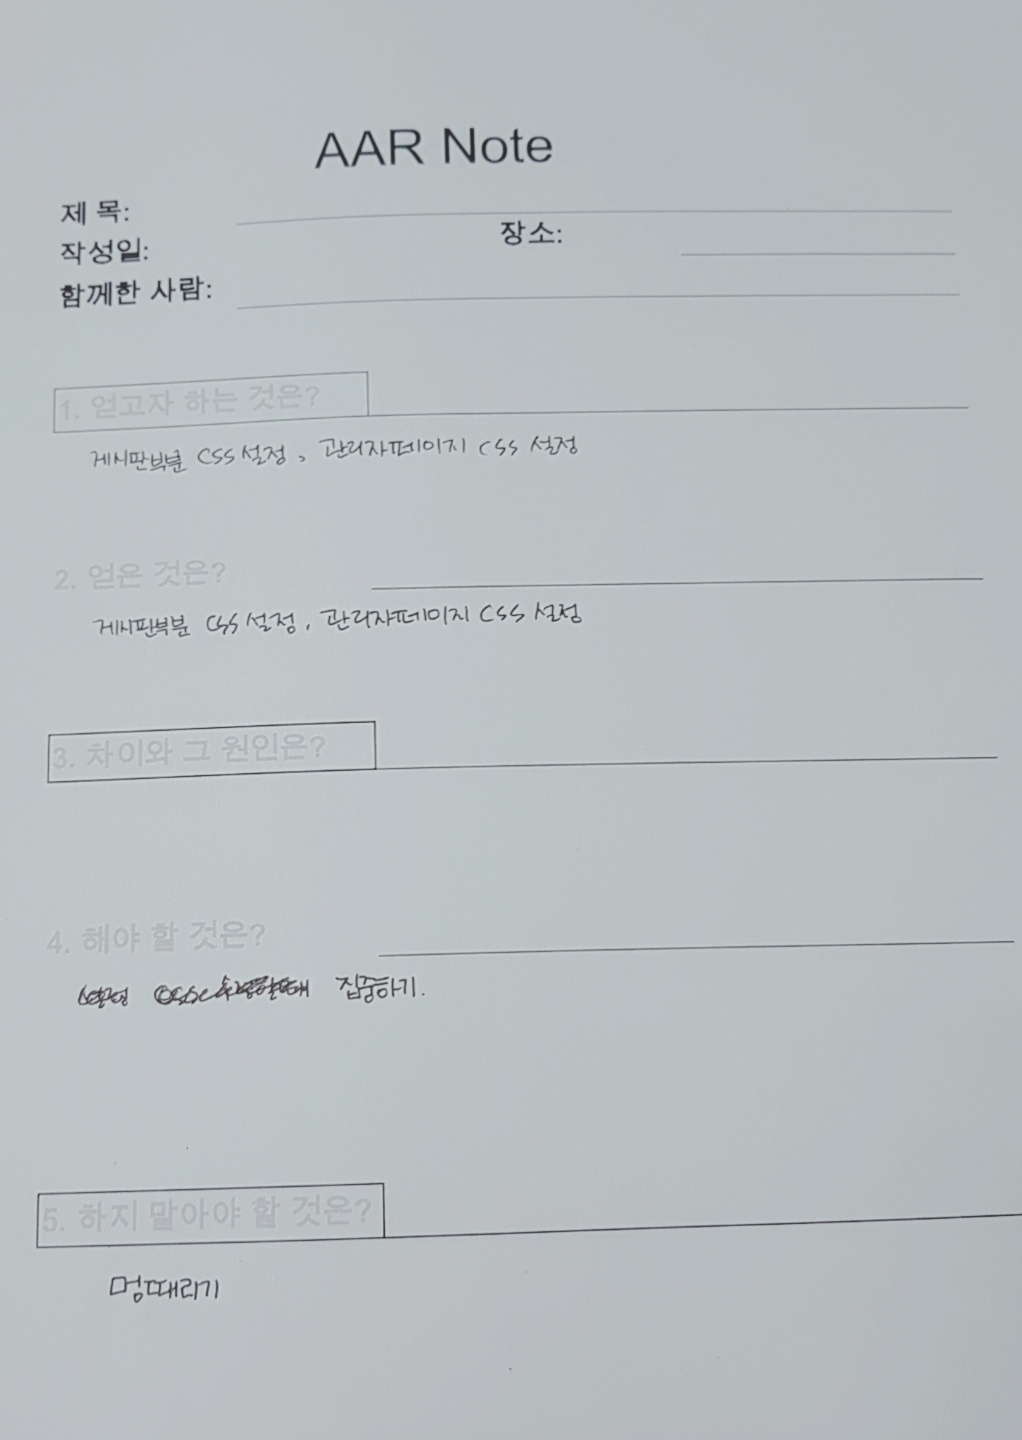 AAR Note
제 목:
작성일:
장소:
함께한 사람:
1. 얻고자 하는 것은?
게시판부분 CSS 설정, 관리자페이지 CSS 설정
2. 얻은 것은?
게시판부분 CSS 설정, 관리자페이지 CSS 설정
3. 차이와 그 원인은?
4. 해야 할 것은?
집중하기.
5. 하지 말아야 할 것은?
멍때리기